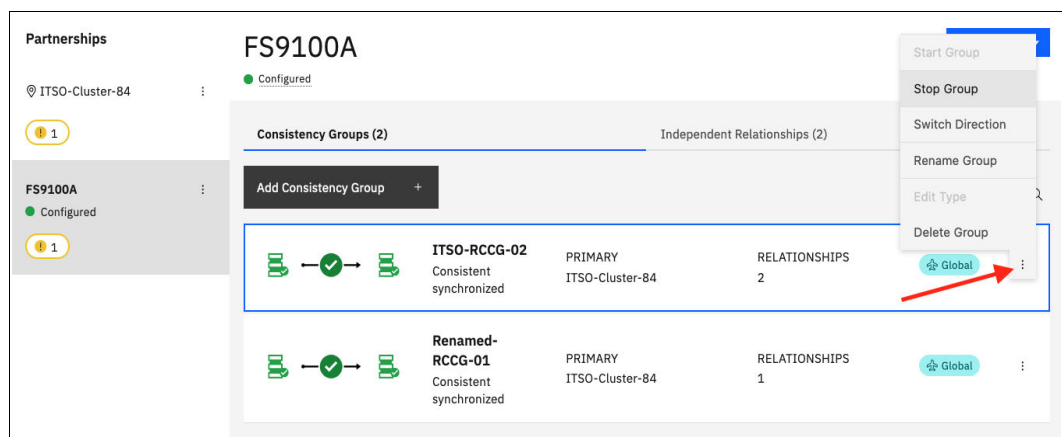 Partnerships
ITSO-Cluster-84
1
FS9100A
Configured
1
FS9100A
Configured
Consistency Groups (2)
Independent Relationships (2)
Add Consistency Group +
Start Group
Stop Group
Switch Direction
Rename Group
Edit Type
Delete Group
ITSO-RCCG-02
Consistent
synchronized
PRIMARY
ITSO-Cluster-84
RELATIONSHIPS
2
Global
Renamed-
RCCG-01
Consistent
synchronized
PRIMARY
ITSO-Cluster-84
RELATIONSHIPS
1
Global